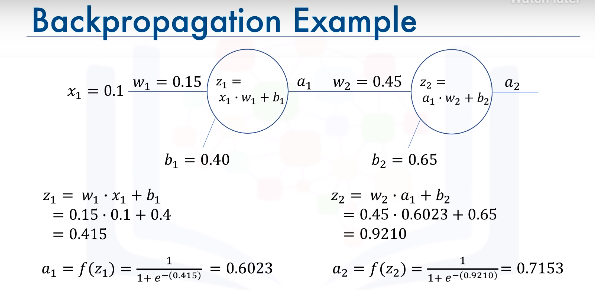 Backpropagation Example
x₁ = 0.1
w₁ = 0.15
z₁ =
x₁ · w₁ + b₁
a₁
w₂ = 0.45
z₂ =
a₁ · w₂ + b₂
a₂
b₁ = 0.40
b₂ = 0.65
z₁ = w₁ · x₁ + b₁
= 0.15 · 0.1 + 0.4
= 0.415
a₁ = f(z₁) = 1 / 1+ e^−(0.415) = 0.6023
z₂ = w₂ · a₁ + b₂
= 0.45 · 0.6023 + 0.65
= 0.9210
a₂ = f(z₂) = 1 / 1+ e^−(0.9210) = 0.7153